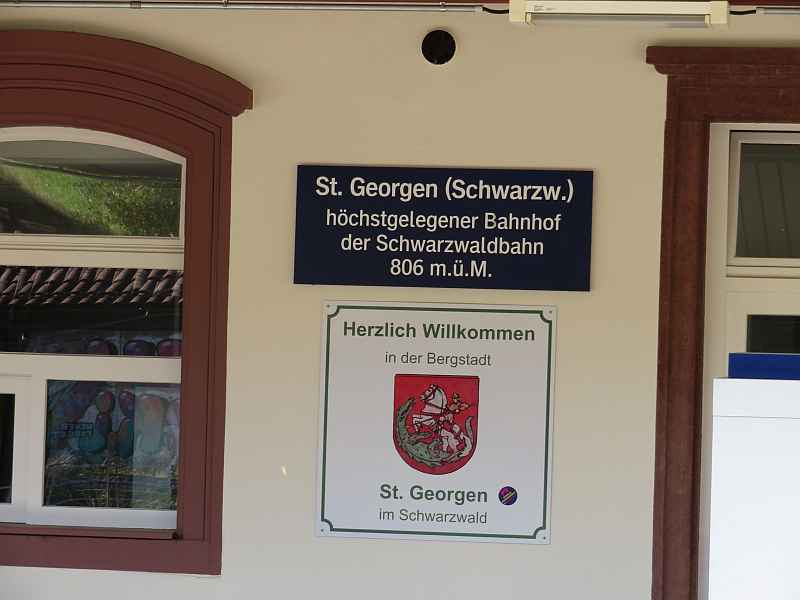 St. Georgen (Schwarzw.)
höchstgelegener Bahnhof
der Schwarzwaldbahn
806 m.ü.M.
Herzlich Willkommen
in der Bergstadt
St. Georgen
im Schwarzwald